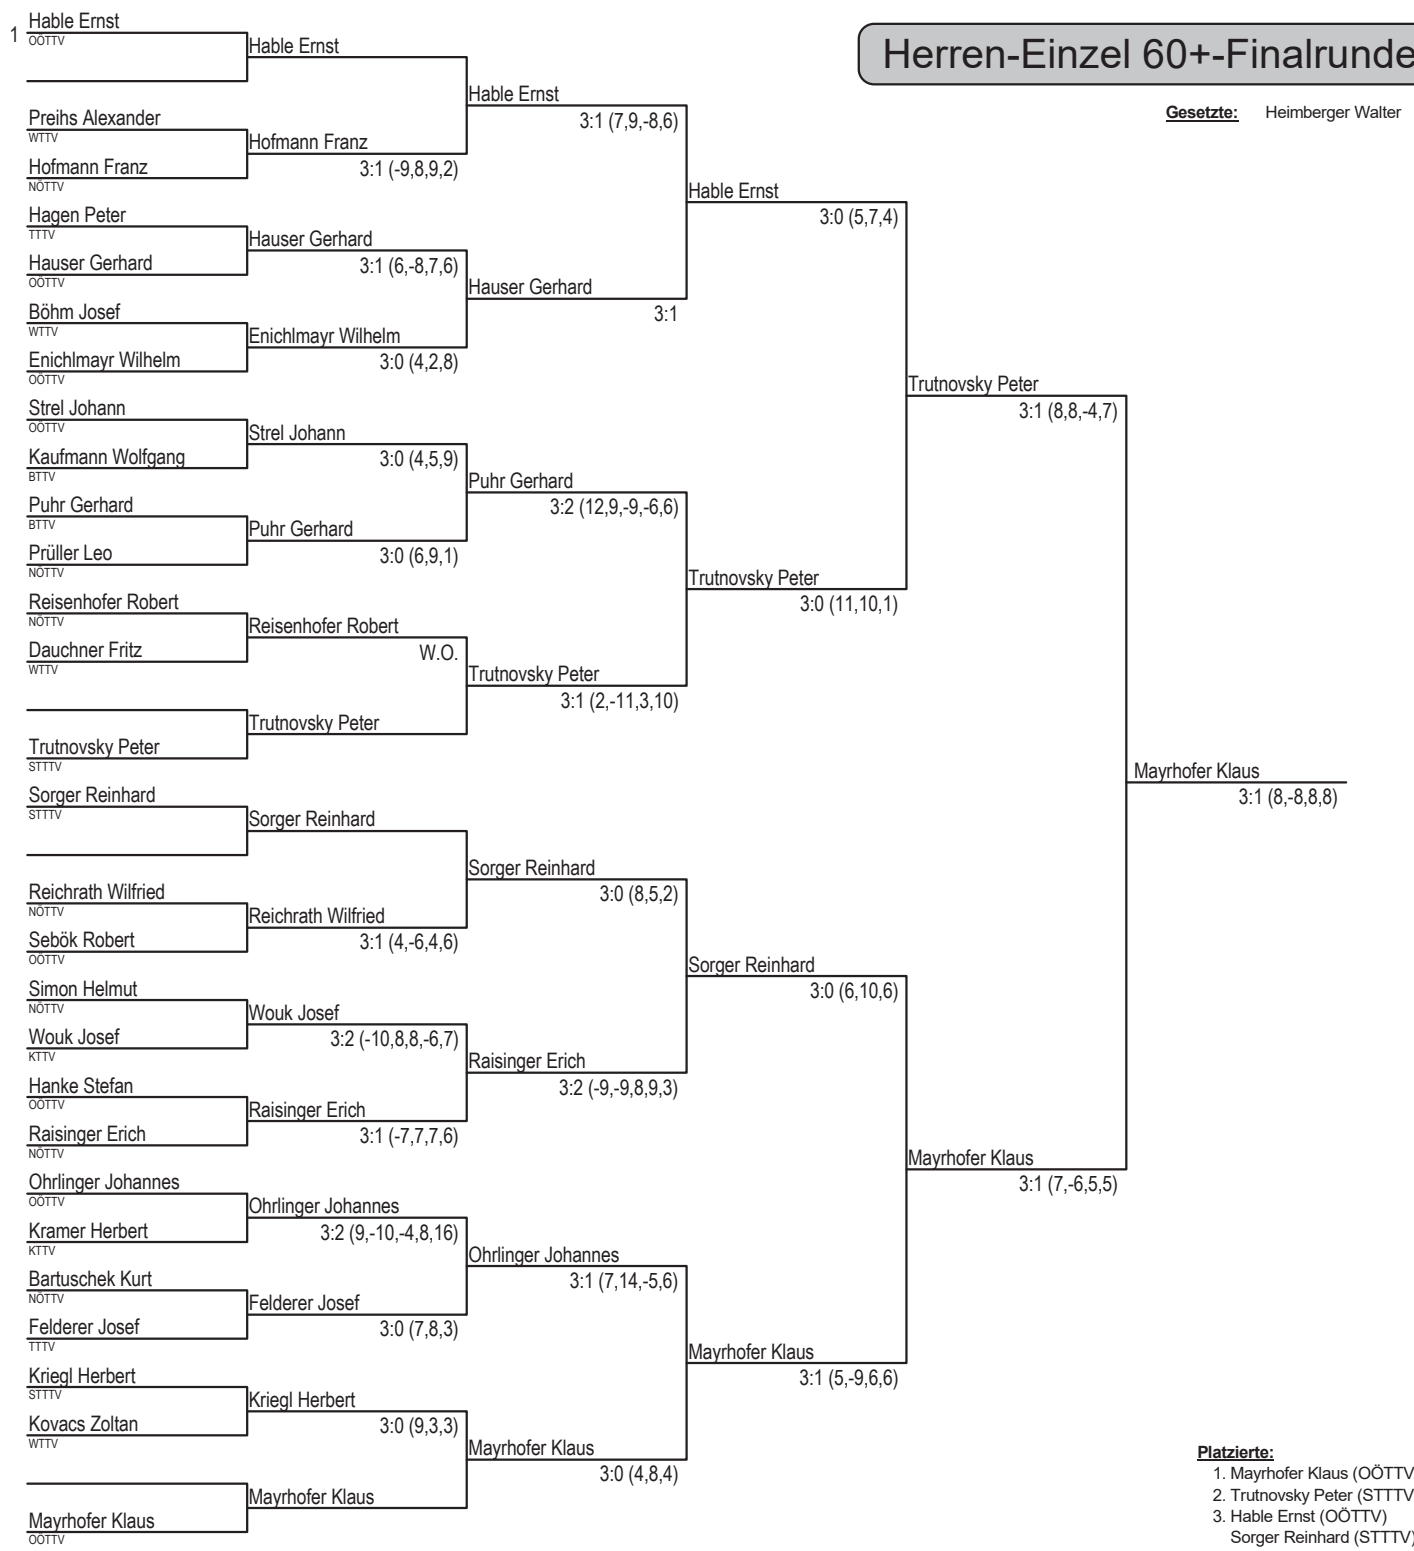 Herren-Einzel 60+-Finalrunde
Gesetzte: Heimberger Walter
1
Hable Ernst
OÖTTV
Preihs Alexander
WTTV
Hofmann Franz
NÖTTV
Hagen Peter
TTTV
Hauser Gerhard
OÖTTV
Böhm Josef
WTTV
Enichlmayr Wilhelm
OÖTTV
Strel Johann
OÖTTV
Kaufmann Wolfgang
BTTV
Puhr Gerhard
BTTV
Prüller Leo
NÖTTV
Reisenhofer Robert
NÖTTV
Dauchner Fritz
WTTV
Trutnovsky Peter
STTTV
Sorger Reinhard
STTTV
Reichrath Wilfried
NÖTTV
Sebök Robert
OÖTTV
Simon Helmut
NÖTTV
Wouk Josef
KTTV
Hanke Stefan
OÖTTV
Raisinger Erich
NÖTTV
Ohrlinger Johannes
OÖTTV
Kramer Herbert
KTTV
Bartuschek Kurt
NÖTTV
Felderer Josef
TTTV
Kriegl Herbert
STTTV
Kovacs Zoltan
WTTV
Mayrhofer Klaus
OÖTTV
Hable Ernst
Hofmann Franz
3:1 (-9,8,9,2)
Hauser Gerhard
3:1 (6,-8,7,6)
Enichlmayr Wilhelm
3:0 (4,2,8)
Strel Johann
3:0 (4,5,9)
Puhr Gerhard
3:0 (6,9,1)
Reisenhofer Robert
W.O.
Trutnovsky Peter
Sorger Reinhard
Reichrath Wilfried
3:1 (4,-6,4,6)
Wouk Josef
3:2 (-10,8,8,-6,7)
Raisinger Erich
3:1 (-7,7,7,6)
Ohrlinger Johannes
3:2 (9,-10,-4,8,16)
Felderer Josef
3:0 (7,8,3)
Kriegl Herbert
3:0 (9,3,3)
Mayrhofer Klaus
Hable Ernst
3:1 (7,9,-8,6)
Hauser Gerhard
3:1
Puhr Gerhard
3:2 (12,9,-9,-6,6)
Trutnovsky Peter
3:1 (2,-11,3,10)
Sorger Reinhard
3:0 (8,5,2)
Raisinger Erich
3:2 (-9,-9,8,9,3)
Ohrlinger Johannes
3:1 (7,14,-5,6)
Mayrhofer Klaus
3:0 (4,8,4)
Hable Ernst
3:0 (5,7,4)
Trutnovsky Peter
3:0 (11,10,1)
Sorger Reinhard
3:0 (6,10,6)
Mayrhofer Klaus
3:1 (5,-9,6,6)
Trutnovsky Peter
3:1 (8,8,-4,7)
Mayrhofer Klaus
3:1 (7,-6,5,5)
Mayrhofer Klaus
3:1 (8,-8,8,8)
Platzierte:
1. Mayrhofer Klaus (OÖTTV
2. Trutnovsky Peter (STTTV
3. Hable Ernst (OÖTTV)
Sorger Reinhard (STTTV)